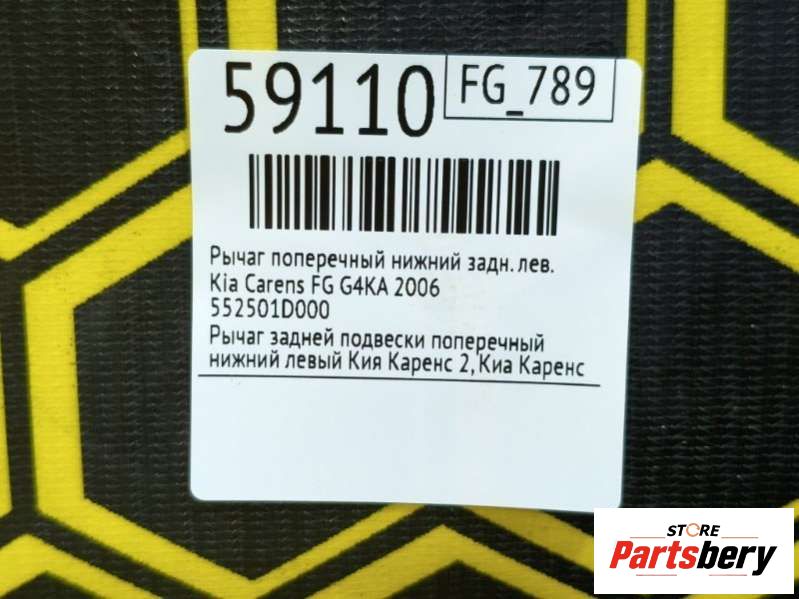 59110
FG_789
Рычаг поперечный нижний задн. лев.
Kia Carens FG G4KA 2006
552501D000
Рычаг задней подвески поперечный
нижний левый Кия Каренс 2, Киа Каренс
STORE
Partsbery